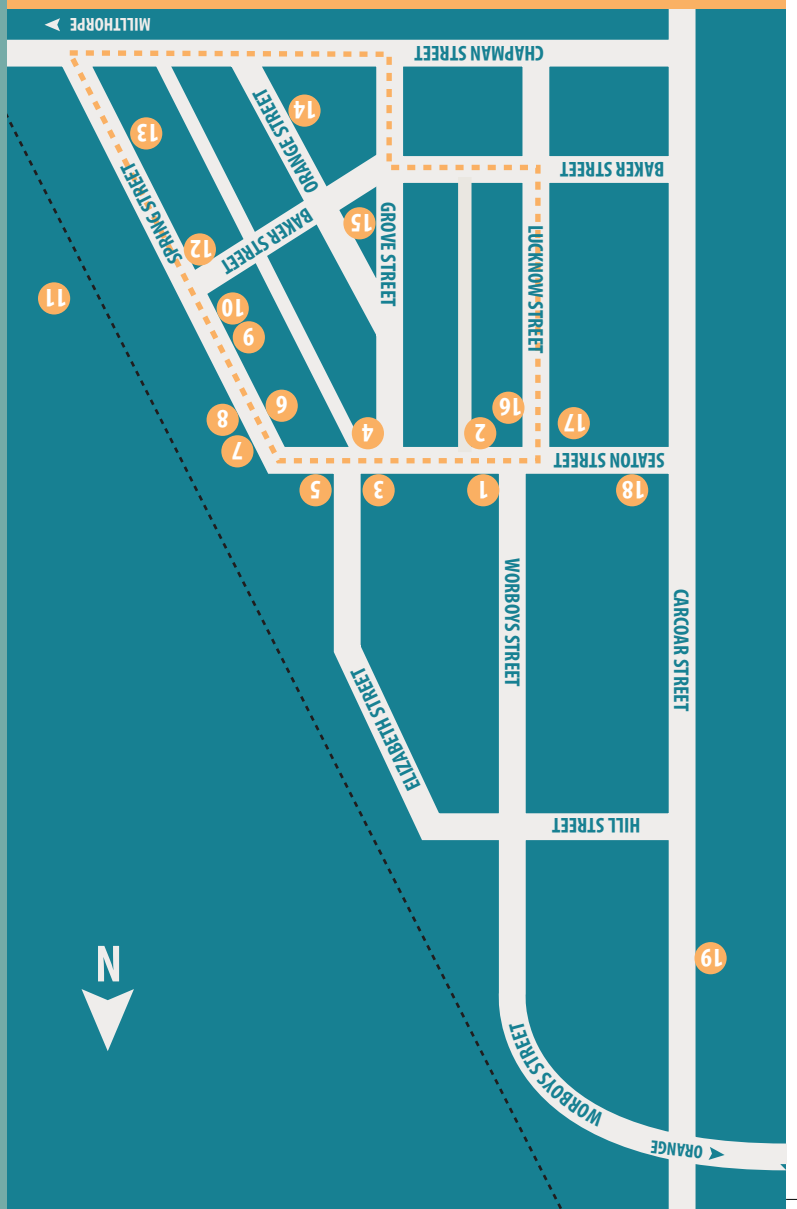 ORANGE
WORBOYS STREET
N
19
HILL STREET
ELIZABETH STREET
CARCOAR STREET
WORBOYS STREET
18
1
3
5
SEATON STREET
7
2
4
17
8
16
6
9
10
11
LUCKNOW STREET
GROVE STREET
12
BAKER STREET
15
SPRING STREET
BAKER STREET
ORANGE STREET
13
14
CHAPMAN STREET
MILLTHORPE